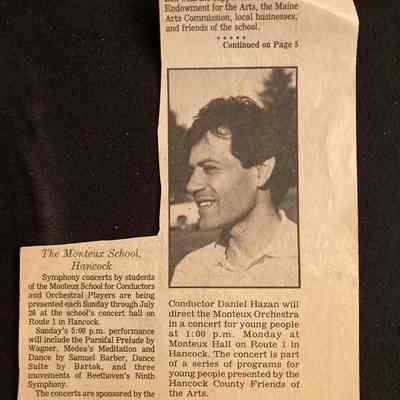 Endowment for the Arts, the Maine
Arts Commission, local businesses,
and friends of the school.
*****
Continued on Page 5
The Monteux School,
Hancock
Symphony concerts by students
of the Monteux School for Conductors
and Orchestral Players are being
presented each Sunday through July
26 at the school's concert hall on
Route 1 in Hancock.
Sunday's 5:00 p.m. performance
will include the Parsifal Prelude by
Wagner, Medea's Meditation and
Dance by Samuel Barber, Dance
Suite by Bartok, and three
movements of Beethoven's Ninth
Symphony.
The concerts are sponsored by the
Conductor Daniel Hazan will
direct the Monteux Orchestra
in a concert for young people
at 1:00 p.m. Monday at
Monteux Hall on Route 1 in
Hancock. The concert is part
of a series of programs for
young people presented by the
Hancock County Friends of
the Arts.